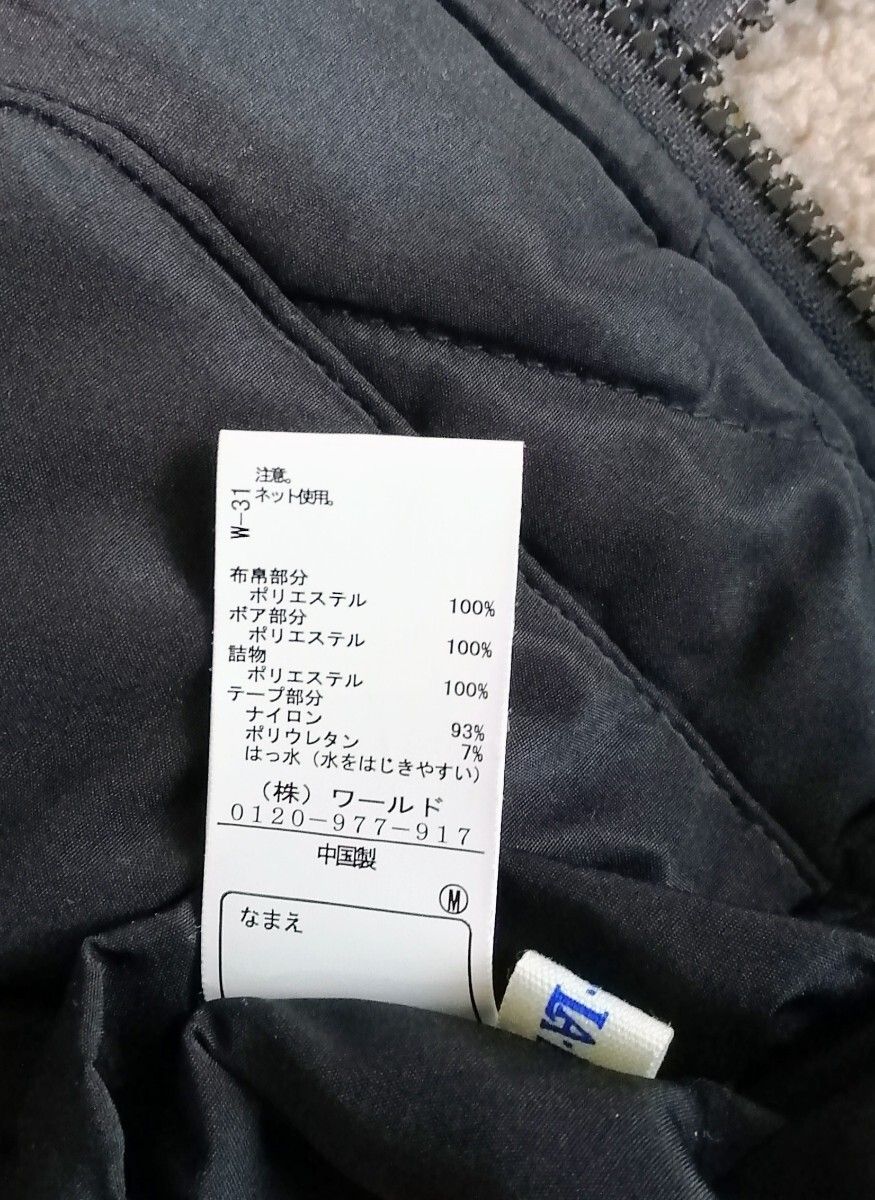 注意。
ネット使用。
W-31
布帛部分
ポリエステル 100%
ボア部分
ポリエステル 100%
詰物
ポリエステル 100%
テープ部分
ナイロン 93%
ポリウレタン 7%
はっ水（水をはじきやすい）
（株）ワールド
0120-977-917
中国製
Ⓜ
なまえ
･LA･